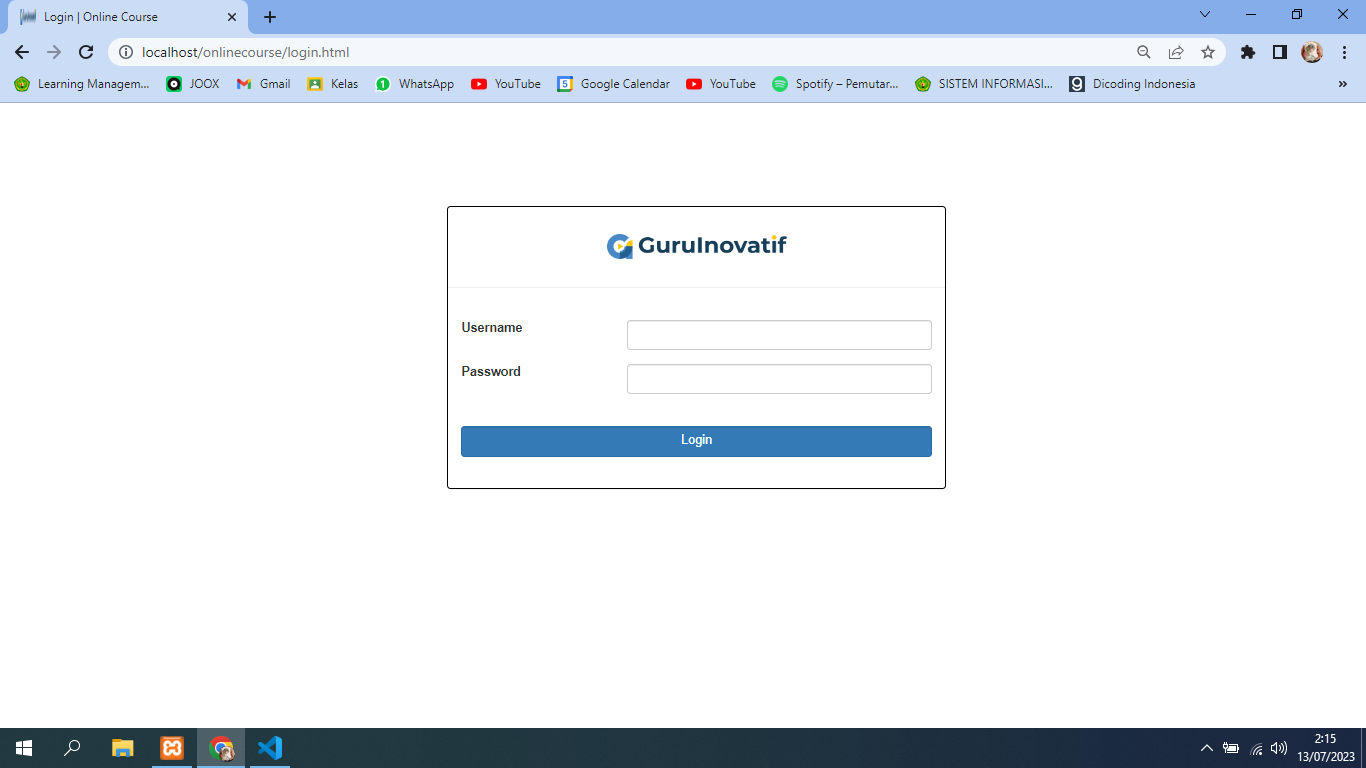 Login | Online Course
localhost/onlinecourse/login.html
Learning Managem... JOOX Gmail Kelas WhatsApp YouTube Google Calendar YouTube Spotify – Pemutar... SISTEM INFORMASI... Dicoding Indonesia »
GuruInovatif
Username
Password
Login
2:15
13/07/2023